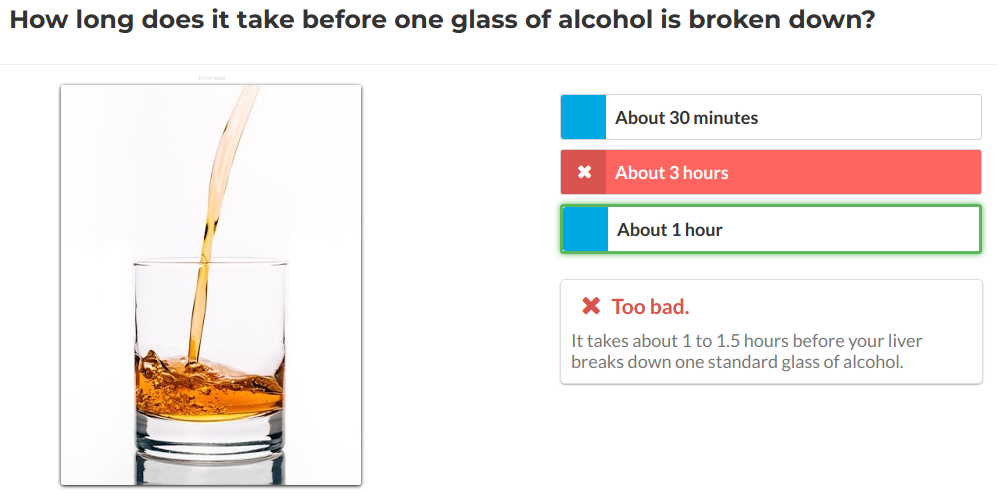 How long does it take before one glass of alcohol is broken down?
About 30 minutes
About 3 hours
About 1 hour
Too bad.
It takes about 1 to 1.5 hours before your liver
breaks down one standard glass of alcohol.